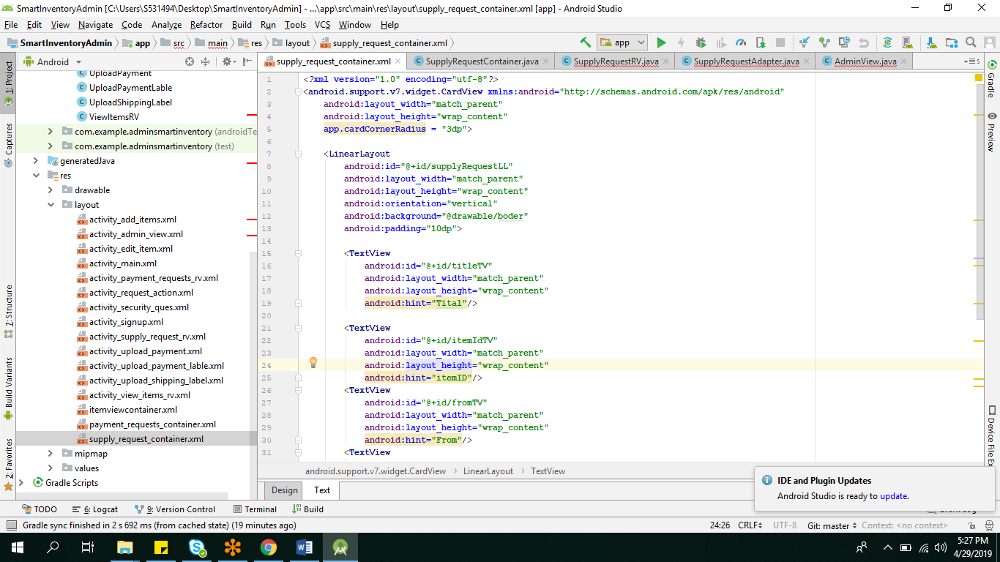 SmartInventoryAdmin [C:\Users\S531494\Desktop\SmartInventoryAdmin] - ...\app\src\main\res\layout\supply_request_container.xml [app] - Android Studio
File Edit View Navigate Code Analyze Refactor Build Run Tools VCS Window Help
SmartInventoryAdmin app src main res layout supply_request_container.xml
app
Android
supply_request_container.xml SupplyRequestContainer.java SupplyRequestRV.java SupplyRequestAdapter.java AdminView.java
5
1: Project
Captures
7: Structure
Build Variants
2: Favorites
UploadPayment
UploadPaymentLable
UploadShippingLabel
ViewItemsRV
com.example.adminsmartinventory (androidTe
com.example.adminsmartinventory (test)
generatedJava
res
drawable
layout
activity_add_items.xml
activity_admin_view.xml
activity_edit_item.xml
activity_main.xml
activity_payment_requests_rv.xml
activity_request_action.xml
activity_security_ques.xml
activity_signup.xml
activity_supply_request_rv.xml
activity_upload_payment.xml
activity_upload_payment_lable.xml
activity_upload_shipping_label.xml
activity_view_items_rv.xml
itemviewcontainer.xml
payment_requests_container.xml
supply_request_container.xml
mipmap
values
Gradle Scripts
1 <?xml version="1.0" encoding="utf-8"?>
2 <android.support.v7.widget.CardView xmlns:android="http://schemas.android.com/apk/res/android"
3 android:layout_width="match_parent"
4 android:layout_height="wrap_content"
5 app.cardCornerRadius = "3dp">
6
7 <LinearLayout
8 android:id="@+id/supplyRequestLL"
9 android:layout_width="match_parent"
10 android:layout_height="wrap_content"
11 android:orientation="vertical"
12 android:background="@drawable/boder"
13 android:padding="10dp">
14
15 <TextView
16 android:id="@+id/titleTV"
17 android:layout_width="match_parent"
18 android:layout_height="wrap_content"
19 android:hint="Tital"/>
20
21 <TextView
22 android:id="@+id/itemIdTV"
23 android:layout_width="match_parent"
24 android:layout_height="wrap_content"
25 android:hint="itemID"/>
26 <TextView
27 android:id="@+id/fromTV"
28 android:layout_width="match_parent"
29 android:layout_height="wrap_content"
30 android:hint="From"/>
31 <TextView
android.support.v7.widget.CardView LinearLayout TextView
Design Text
Gradle
Preview
Device File Ex
IDE and Plugin Updates
Android Studio is ready to update.
TODO 6: Logcat 9: Version Control Terminal Build
Gradle sync finished in 2 s 692 ms (from cached state) (19 minutes ago)
24:26 CRLF UTF-8 Git: master Context: <no context>
5:27 PM
4/29/2019